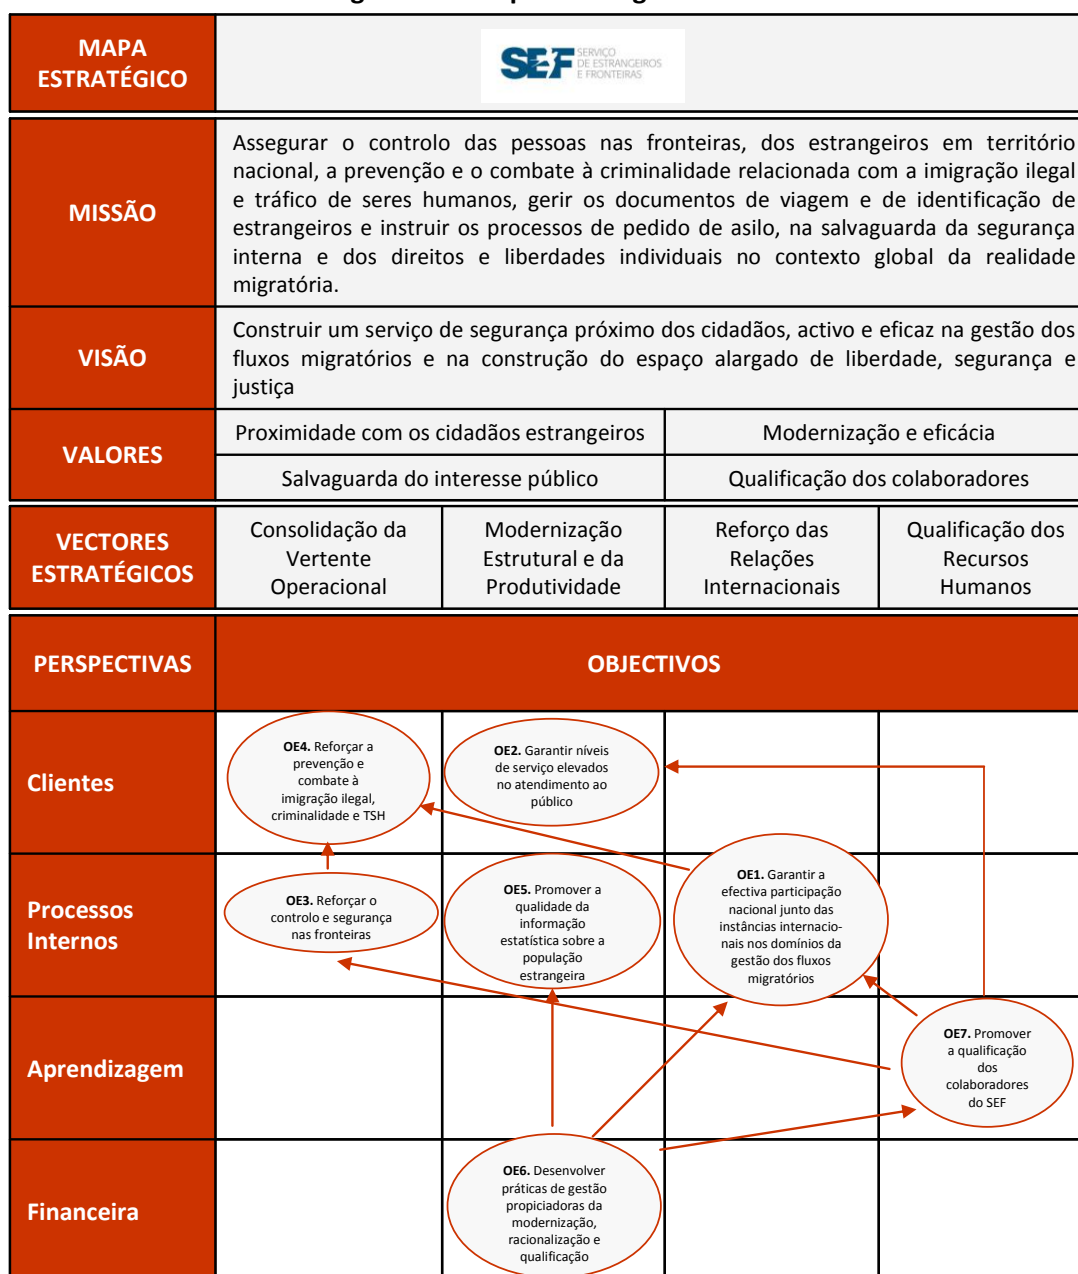 MAPA
ESTRATÉGICO
SEF SERVIÇO
DE ESTRANGEIROS
E FRONTEIRAS
MISSÃO
Assegurar o controlo das pessoas nas fronteiras, dos estrangeiros em território
nacional, a prevenção e o combate à criminalidade relacionada com a imigração ilegal
e tráfico de seres humanos, gerir os documentos de viagem e de identificação de
estrangeiros e instruir os processos de pedido de asilo, na salvaguarda da segurança
interna e dos direitos e liberdades individuais no contexto global da realidade
migratória.
VISÃO
Construir um serviço de segurança próximo dos cidadãos, activo e eficaz na gestão dos
fluxos migratórios e na construção do espaço alargado de liberdade, segurança e
justiça
VALORES
Proximidade com os cidadãos estrangeiros
Modernização e eficácia
Salvaguarda do interesse público
Qualificação dos colaboradores
VECTORES
ESTRATÉGICOS
Consolidação da
Vertente
Operacional
Modernização
Estrutural e da
Produtividade
Reforço das
Relações
Internacionais
Qualificação dos
Recursos
Humanos
PERSPECTIVAS
OBJECTIVOS
Clientes
OE4. Reforçar a
prevenção e
combate à
imigração ilegal,
criminalidade e TSH
OE2. Garantir níveis
de serviço elevados
no atendimento ao
público
Processos
Internos
OE3. Reforçar o
controlo e segurança
nas fronteiras
OE5. Promover a
qualidade da
informação
estatística sobre a
população
estrangeira
OE1. Garantir a
efectiva participação
nacional junto das
instâncias internacio-
nais nos domínios da
gestão dos fluxos
migratórios
Aprendizagem
OE7. Promover
a qualificação
dos
colaboradores
do SEF
Financeira
OE6. Desenvolver
práticas de gestão
propiciadoras da
modernização,
racionalização e
qualificação